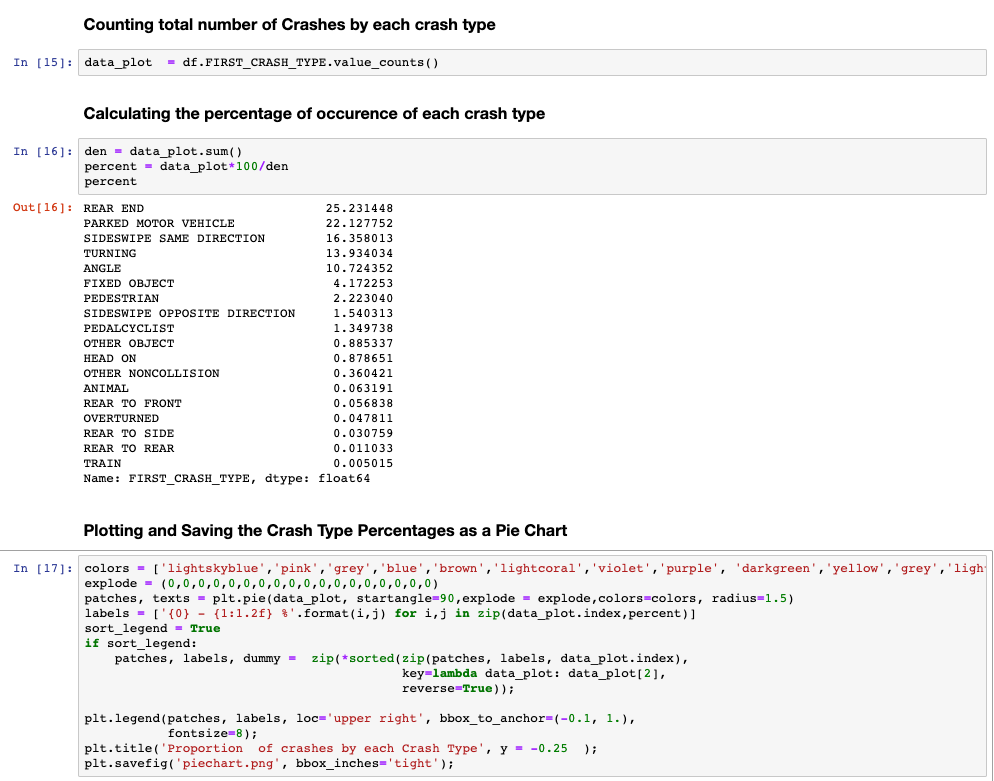 Counting total number of Crashes by each crash type
In [15]: data_plot  = df.FIRST_CRASH_TYPE.value_counts()
Calculating the percentage of occurence of each crash type
In [16]: den = data_plot.sum()
percent = data_plot*100/den
percent
Out[16]: REAR END                        25.231448
PARKED MOTOR VEHICLE            22.127752
SIDESWIPE SAME DIRECTION        16.358013
TURNING                         13.934034
ANGLE                           10.724352
FIXED OBJECT                     4.172253
PEDESTRIAN                       2.223040
SIDESWIPE OPPOSITE DIRECTION     1.540313
PEDALCYCLIST                     1.349738
OTHER OBJECT                     0.885337
HEAD ON                          0.878651
OTHER NONCOLLISION               0.360421
ANIMAL                           0.063191
REAR TO FRONT                    0.056838
OVERTURNED                       0.047811
REAR TO SIDE                     0.030759
REAR TO REAR                     0.011033
TRAIN                            0.005015
Name: FIRST_CRASH_TYPE, dtype: float64
Plotting and Saving the Crash Type Percentages as a Pie Chart
In [17]: colors = ['lightskyblue','pink','grey','blue','brown','lightcoral','violet','purple', 'darkgreen','yellow','grey','ligh
explode = (0,0,0,0,0,0,0,0,0,0,0,0,0,0,0,0,0,0)
patches, texts = plt.pie(data_plot, startangle=90,explode = explode,colors=colors, radius=1.5)
labels = ['{0} - {1:1.2f} %'.format(i,j) for i,j in zip(data_plot.index,percent)]
sort_legend = True
if sort_legend:
    patches, labels, dummy =  zip(*sorted(zip(patches, labels, data_plot.index),
                                          key=lambda data_plot: data_plot[2],
                                          reverse=True));
plt.legend(patches, labels, loc='upper right', bbox_to_anchor=(-0.1, 1.),
           fontsize=8);
plt.title('Proportion  of crashes by each Crash Type', y = -0.25  );
plt.savefig('piechart.png', bbox_inches='tight');